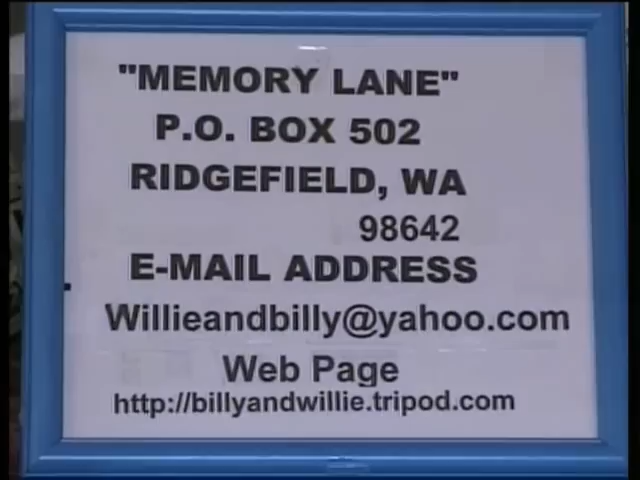 "MEMORY LANE"
P.O. BOX 502
RIDGEFIELD, WA
98642
E-MAIL ADDRESS
Willieandbilly@yahoo.com
Web Page
http://billyandwillie.tripod.com